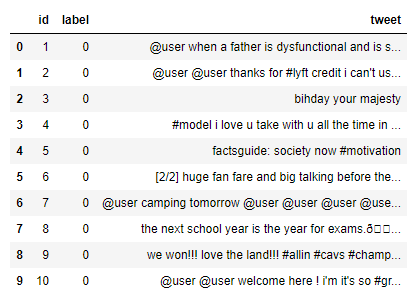 id label tweet
0 1 0 @user when a father is dysfunctional and is s...
1 2 0 @user @user thanks for #lyft credit i can't us...
2 3 0 bihday your majesty
3 4 0 #model i love u take with u all the time in ...
4 5 0 factsguide: society now #motivation
5 6 0 [2/2] huge fan fare and big talking before the...
6 7 0 @user camping tomorrow @user @user @user @use...
7 8 0 the next school year is the year for exams.ð□□...
8 9 0 we won!!! love the land!!! #allin #cavs #champ...
9 10 0 @user @user welcome here ! i'm it's so #gr...